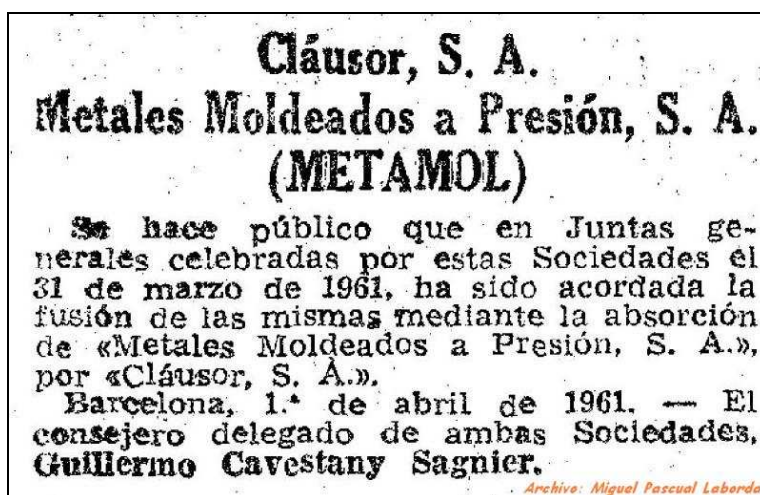 Cláusor, S. A.
Metales Moldeados a Presión, S. A.
(METAMOL)
Se hace público que en Juntas ge-
nerales celebradas por estas Sociedades el
31 de marzo de 1961, ha sido acordada la
fusión de las mismas mediante la absorción
de «Metales Moldeados a Presión, S. A.»,
por «Cláusor, S. A.».
Barcelona, 1.ª de abril de 1961. — El
consejero delegado de ambas Sociedades,
Guillermo Cavestany Sagnier.
Archivo: Miguel Pascual Laborda